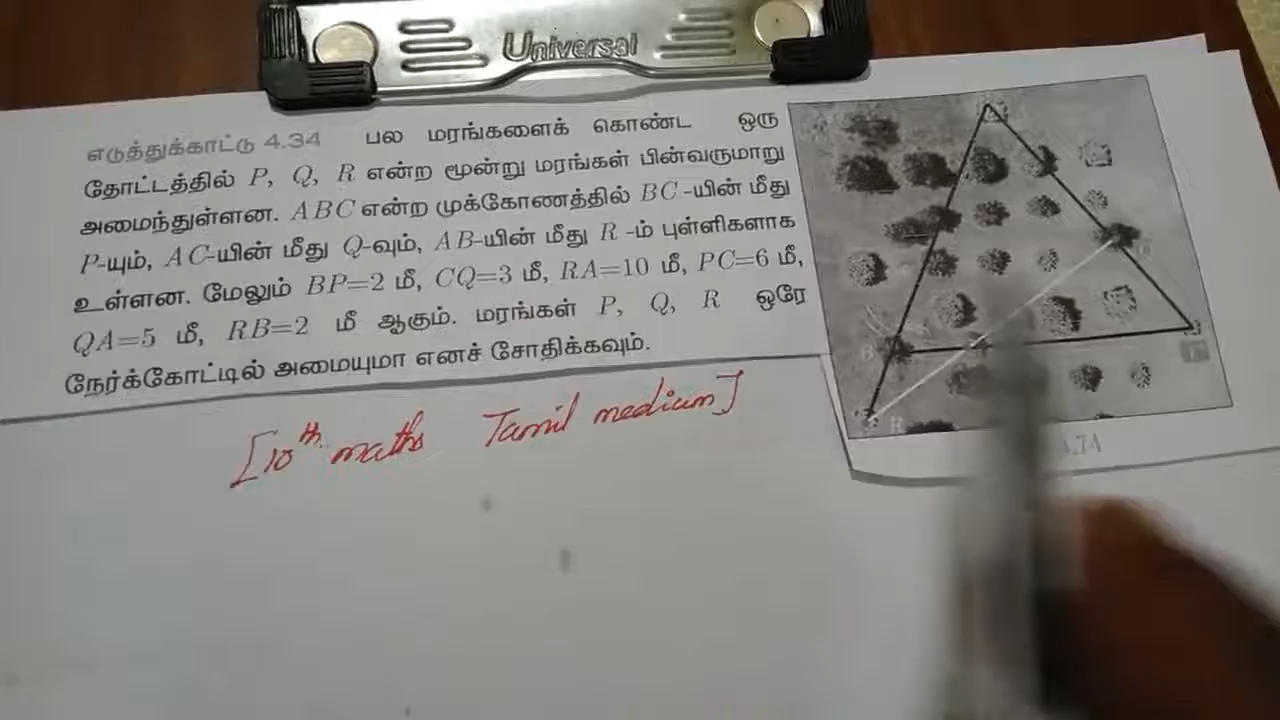 Universal
எடுத்துக்காட்டு 4.34 பல மரங்களைக் கொண்ட ஒரு
தோட்டத்தில் P, Q, R என்ற மூன்று மரங்கள் பின்வருமாறு
அமைந்துள்ளன. ABC என்ற முக்கோணத்தில் BC -யின் மீது
P-யும், AC-யின் மீது Q-வும், AB-யின் மீது R -ம் புள்ளிகளாக
உள்ளன. மேலும் BP=2 மீ, CQ=3 மீ, RA=10 மீ, PC=6 மீ,
QA=5 மீ, RB=2 மீ ஆகும். மரங்கள் P, Q, R ஒரே
நேர்க்கோட்டில் அமையுமா எனச் சோதிக்கவும்.
B
R
[10th maths Tamil medium]